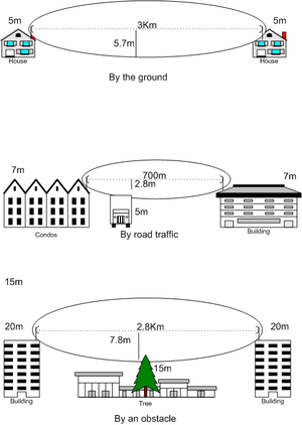 5m 3Km 5m
5.7m
House House
By the ground
7m 700m 7m
2.8m
5m
Condos By road traffic Building
15m
20m 2.8Km 20m
7.8m
15m
Building Tree Building
By an obstacle